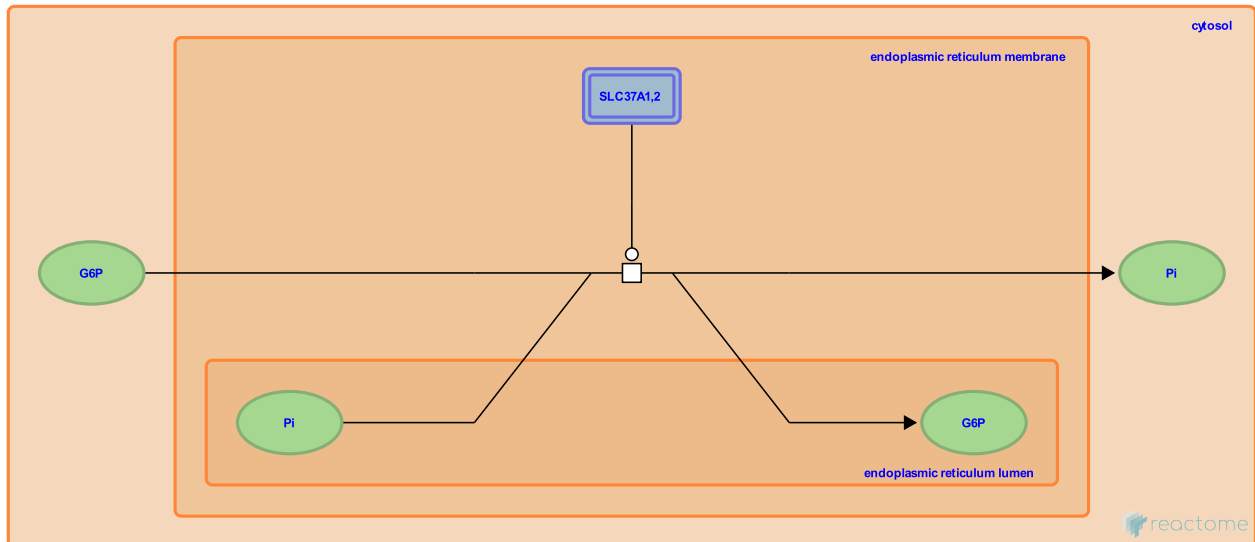 cytosol
endoplasmic reticulum membrane
SLC37A1,2
G6P
Pi
Pi
G6P
endoplasmic reticulum lumen
reactome